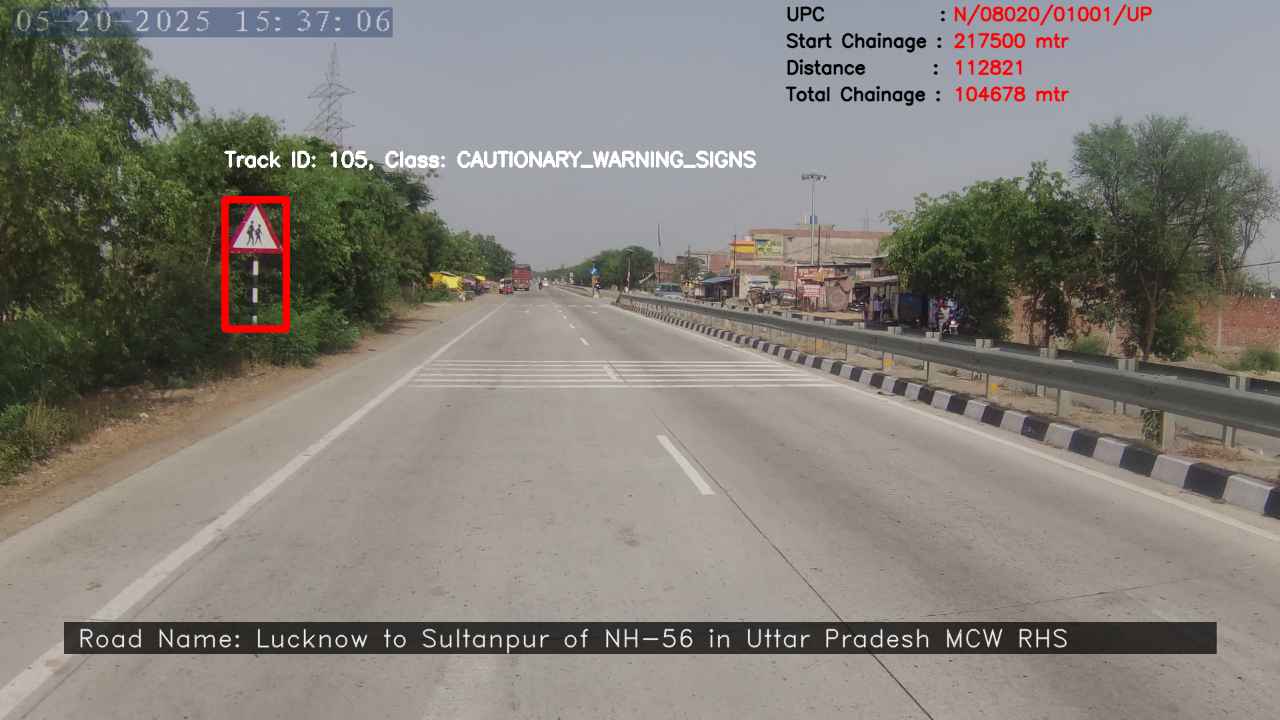 05-20-2025 15:37:06
UPC : N/08020/01001/UP
Start Chainage : 217500 mtr
Distance : 112821
Total Chainage : 104678 mtr
Track ID: 105, Class: CAUTIONARY_WARNING_SIGNS
Road Name: Lucknow to Sultanpur of NH-56 in Uttar Pradesh MCW RHS